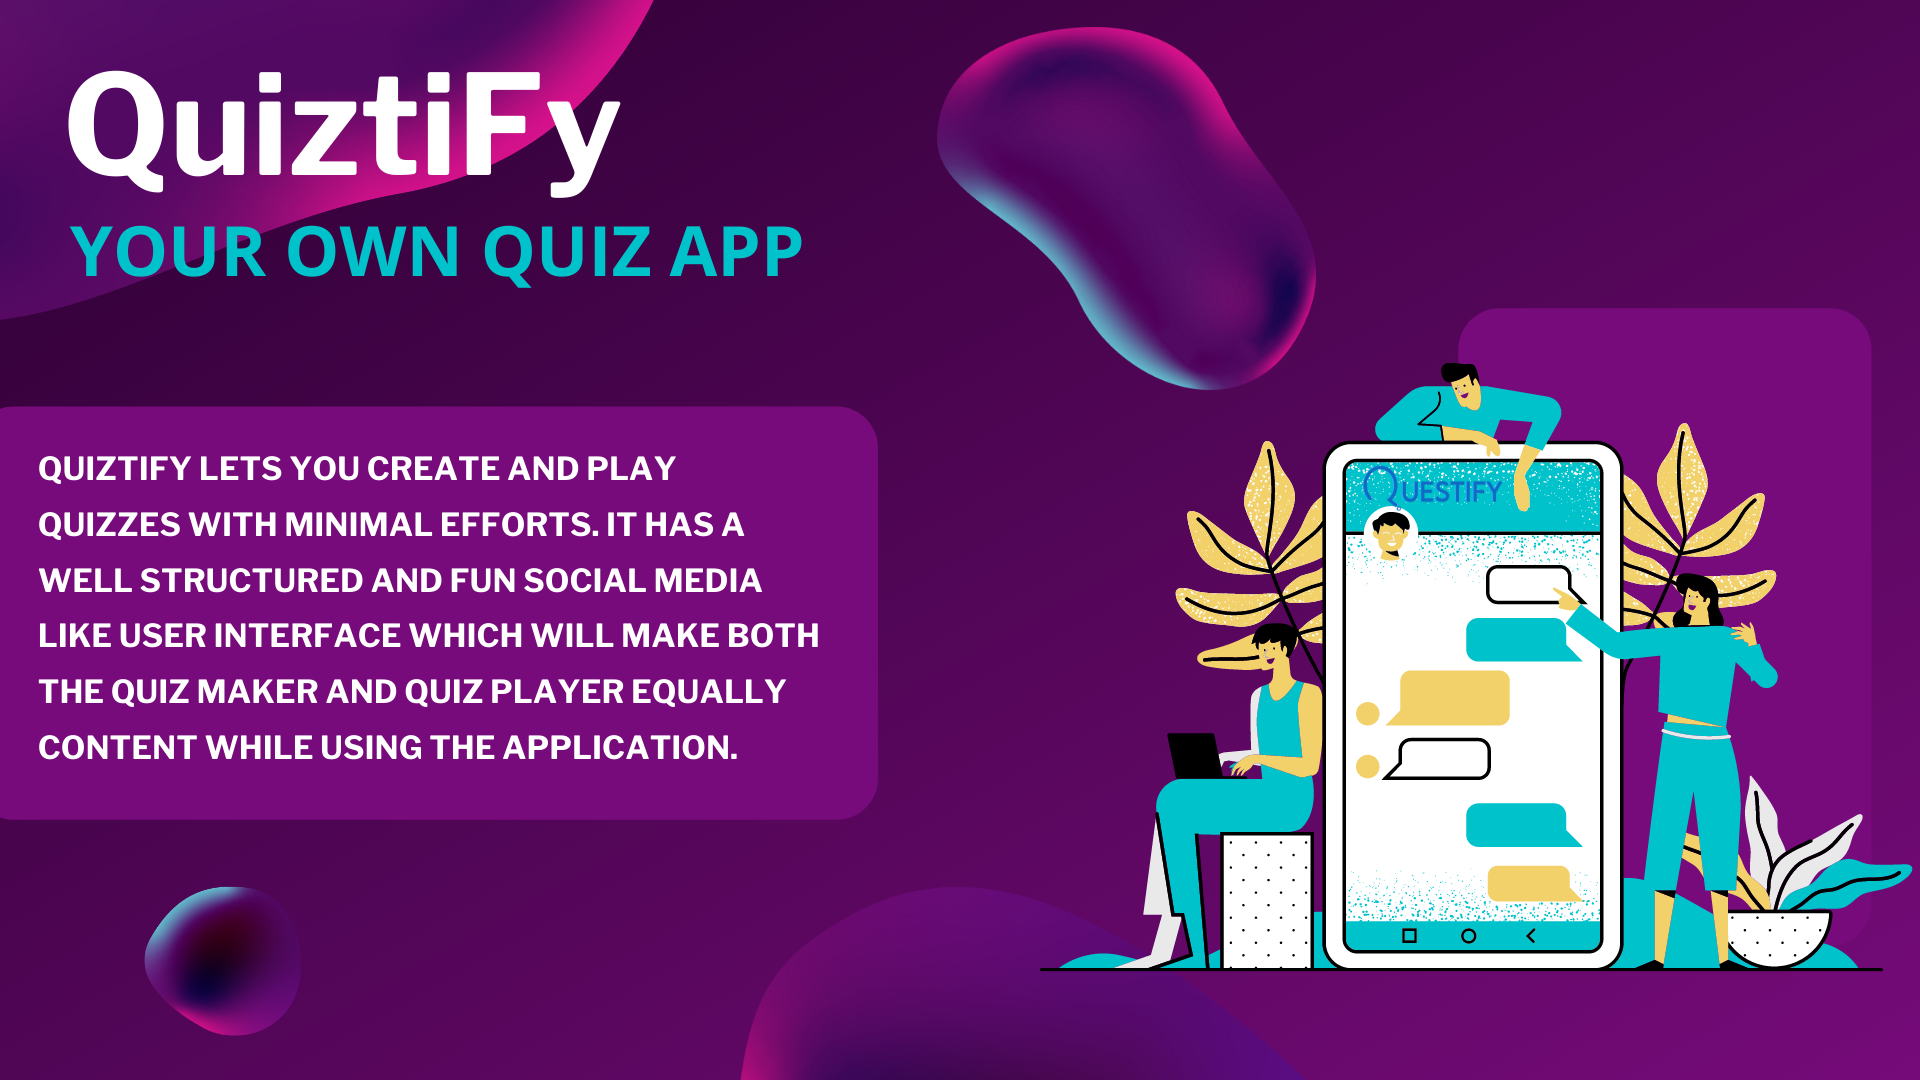 QuiztiFy
YOUR OWN QUIZ APP
QUIZTIFY LETS YOU CREATE AND PLAY
QUIZZES WITH MINIMAL EFFORTS. IT HAS A
WELL STRUCTURED AND FUN SOCIAL MEDIA
LIKE USER INTERFACE WHICH WILL MAKE BOTH
THE QUIZ MAKER AND QUIZ PLAYER EQUALLY
CONTENT WHILE USING THE APPLICATION.
QUESTIFY